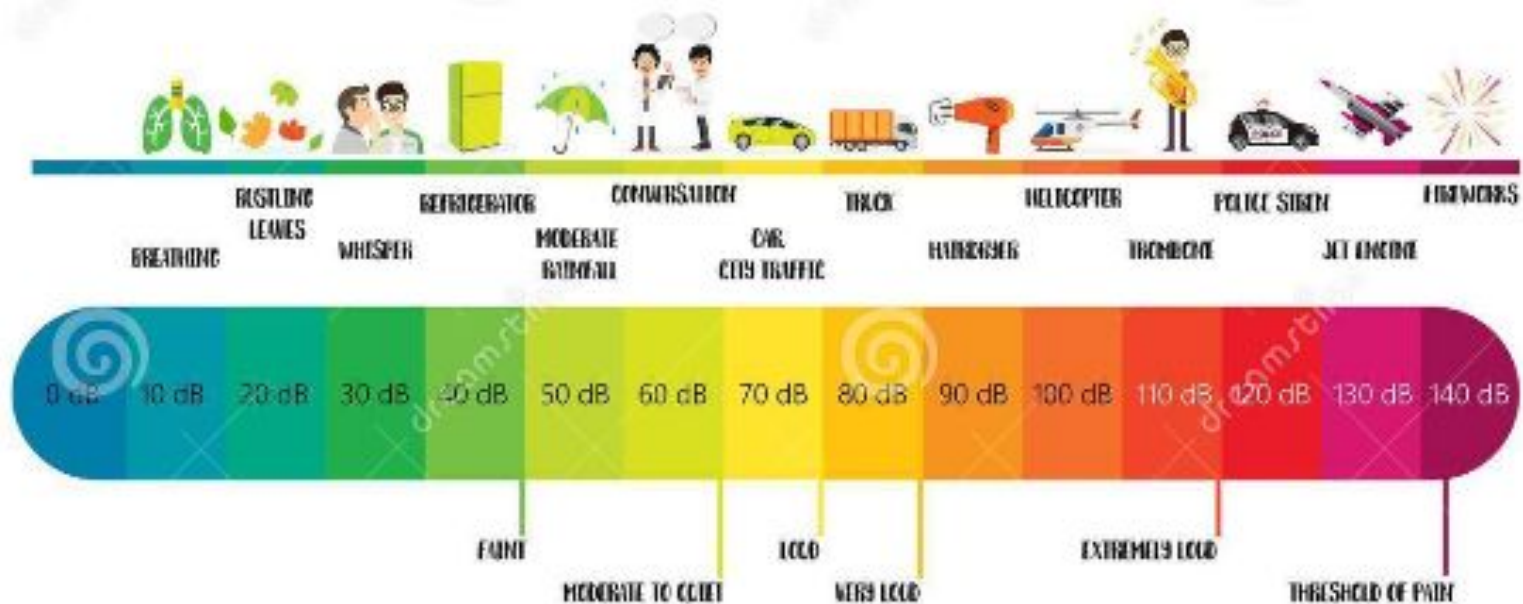 RUSTLING
LEAVES
REFRIGERATOR
CONVERSATION
TRUCK
HELICOPTER
POLICE SIREN
FIREWORKS
BREATHING
WHISPER
MODERATE
RAINFALL
CAR
CITY TRAFFIC
HAIRDRYER
TROMBONE
JET ENGINE
POLICE
0 dB 10 dB 20 dB 30 dB 40 dB 50 dB 60 dB 70 dB 80 dB 90 dB 100 dB 110 dB 120 dB 130 dB 140 dB
FAINT
LOUD
EXTREMELY LOUD
MODERATE TO QUIET
VERY LOUD
THRESHOLD OF PAIN